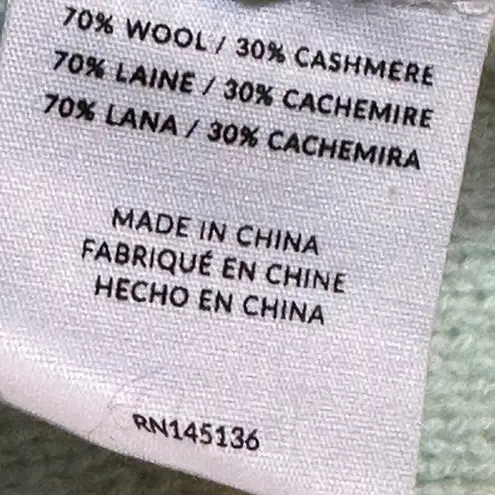 70% WOOL / 30% CASHMERE
70% LAINE / 30% CACHEMIRE
70% LANA / 30% CACHEMIRA
MADE IN CHINA
FABRIQUÉ EN CHINE
HECHO EN CHINA
RN145136